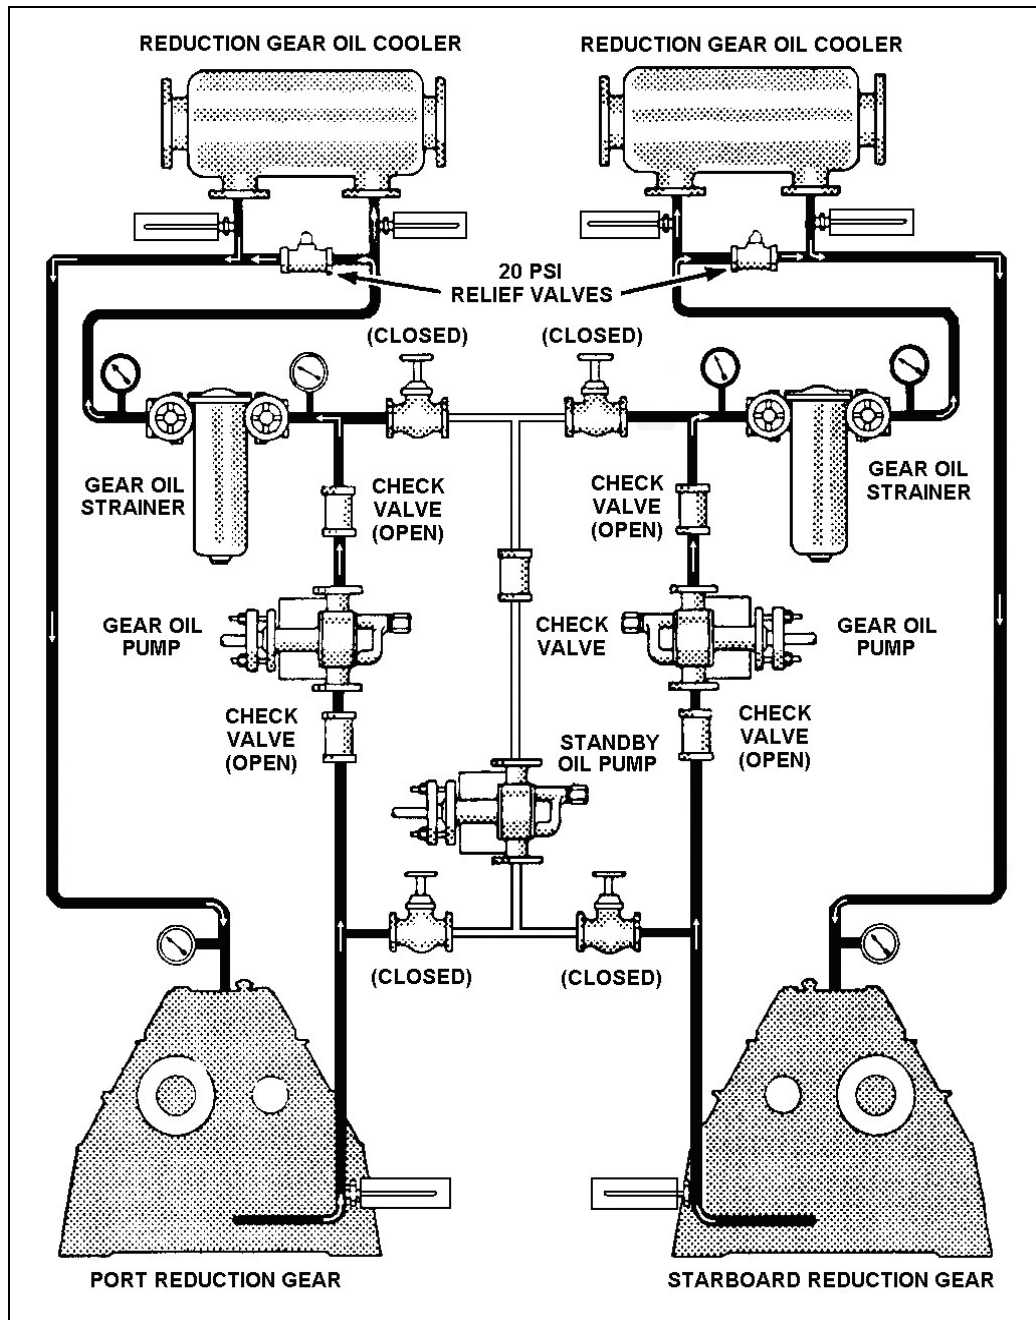 REDUCTION GEAR OIL COOLER
REDUCTION GEAR OIL COOLER
20 PSI
RELIEF VALVES
(CLOSED)
(CLOSED)
GEAR OIL
STRAINER
CHECK
VALVE
(OPEN)
CHECK
VALVE
(OPEN)
GEAR OIL
STRAINER
GEAR OIL
PUMP
CHECK
VALVE
GEAR OIL
PUMP
CHECK
VALVE
(OPEN)
STANDBY
OIL PUMP
CHECK
VALVE
(OPEN)
(CLOSED)
(CLOSED)
PORT REDUCTION GEAR
STARBOARD REDUCTION GEAR